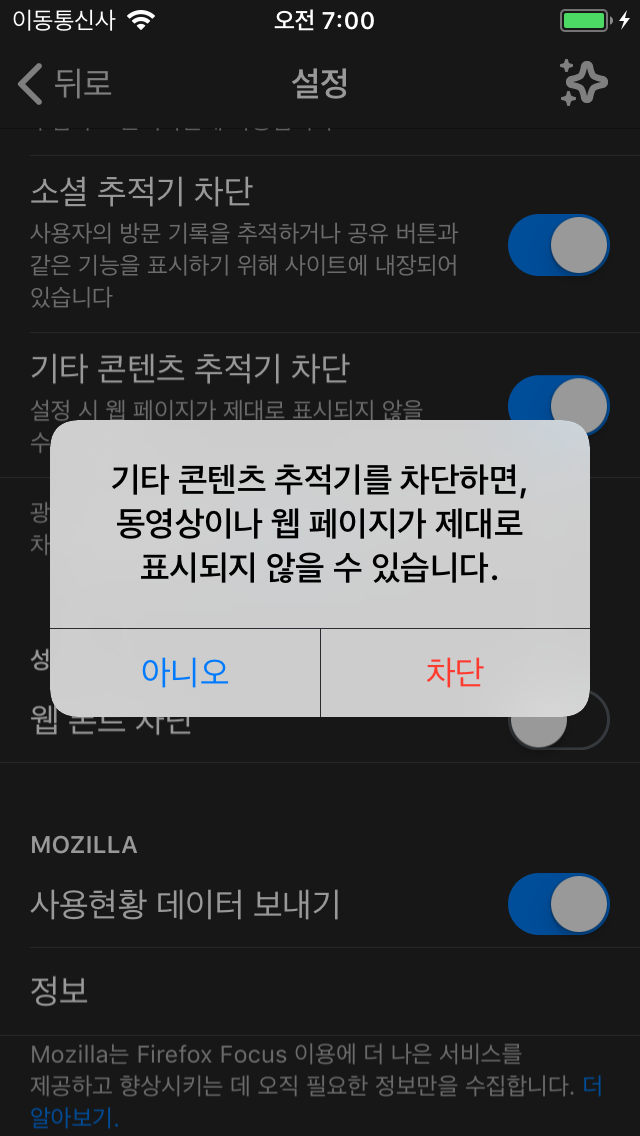 이동통신사
오전 7:00
뒤로
설정
소셜 추적기 차단
사용자의 방문 기록을 추적하거나 공유 버튼과
같은 기능을 표시하기 위해 사이트에 내장되어
있습니다
기타 콘텐츠 추적기 차단
설정 시 웹 페이지가 제대로 표시되지 않을
수
기타 콘텐츠 추적기를 차단하면,
동영상이나 웹 페이지가 제대로
표시되지 않을 수 있습니다.
광
차
아니오
차단
성
웹 폰트 차단
MOZILLA
사용현황 데이터 보내기
정보
Mozilla는 Firefox Focus 이용에 더 나은 서비스를
제공하고 향상시키는 데 오직 필요한 정보만을 수집합니다. 더
알아보기.